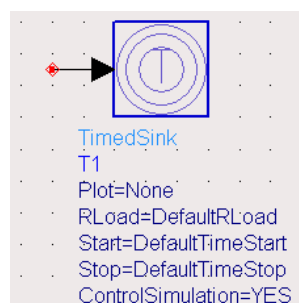 T
TimedSink
T1
Plot=None
RLoad=DefaultRLoad
Start=DefaultTimeStart
Stop=DefaultTimeStop
ControlSimulation=YES